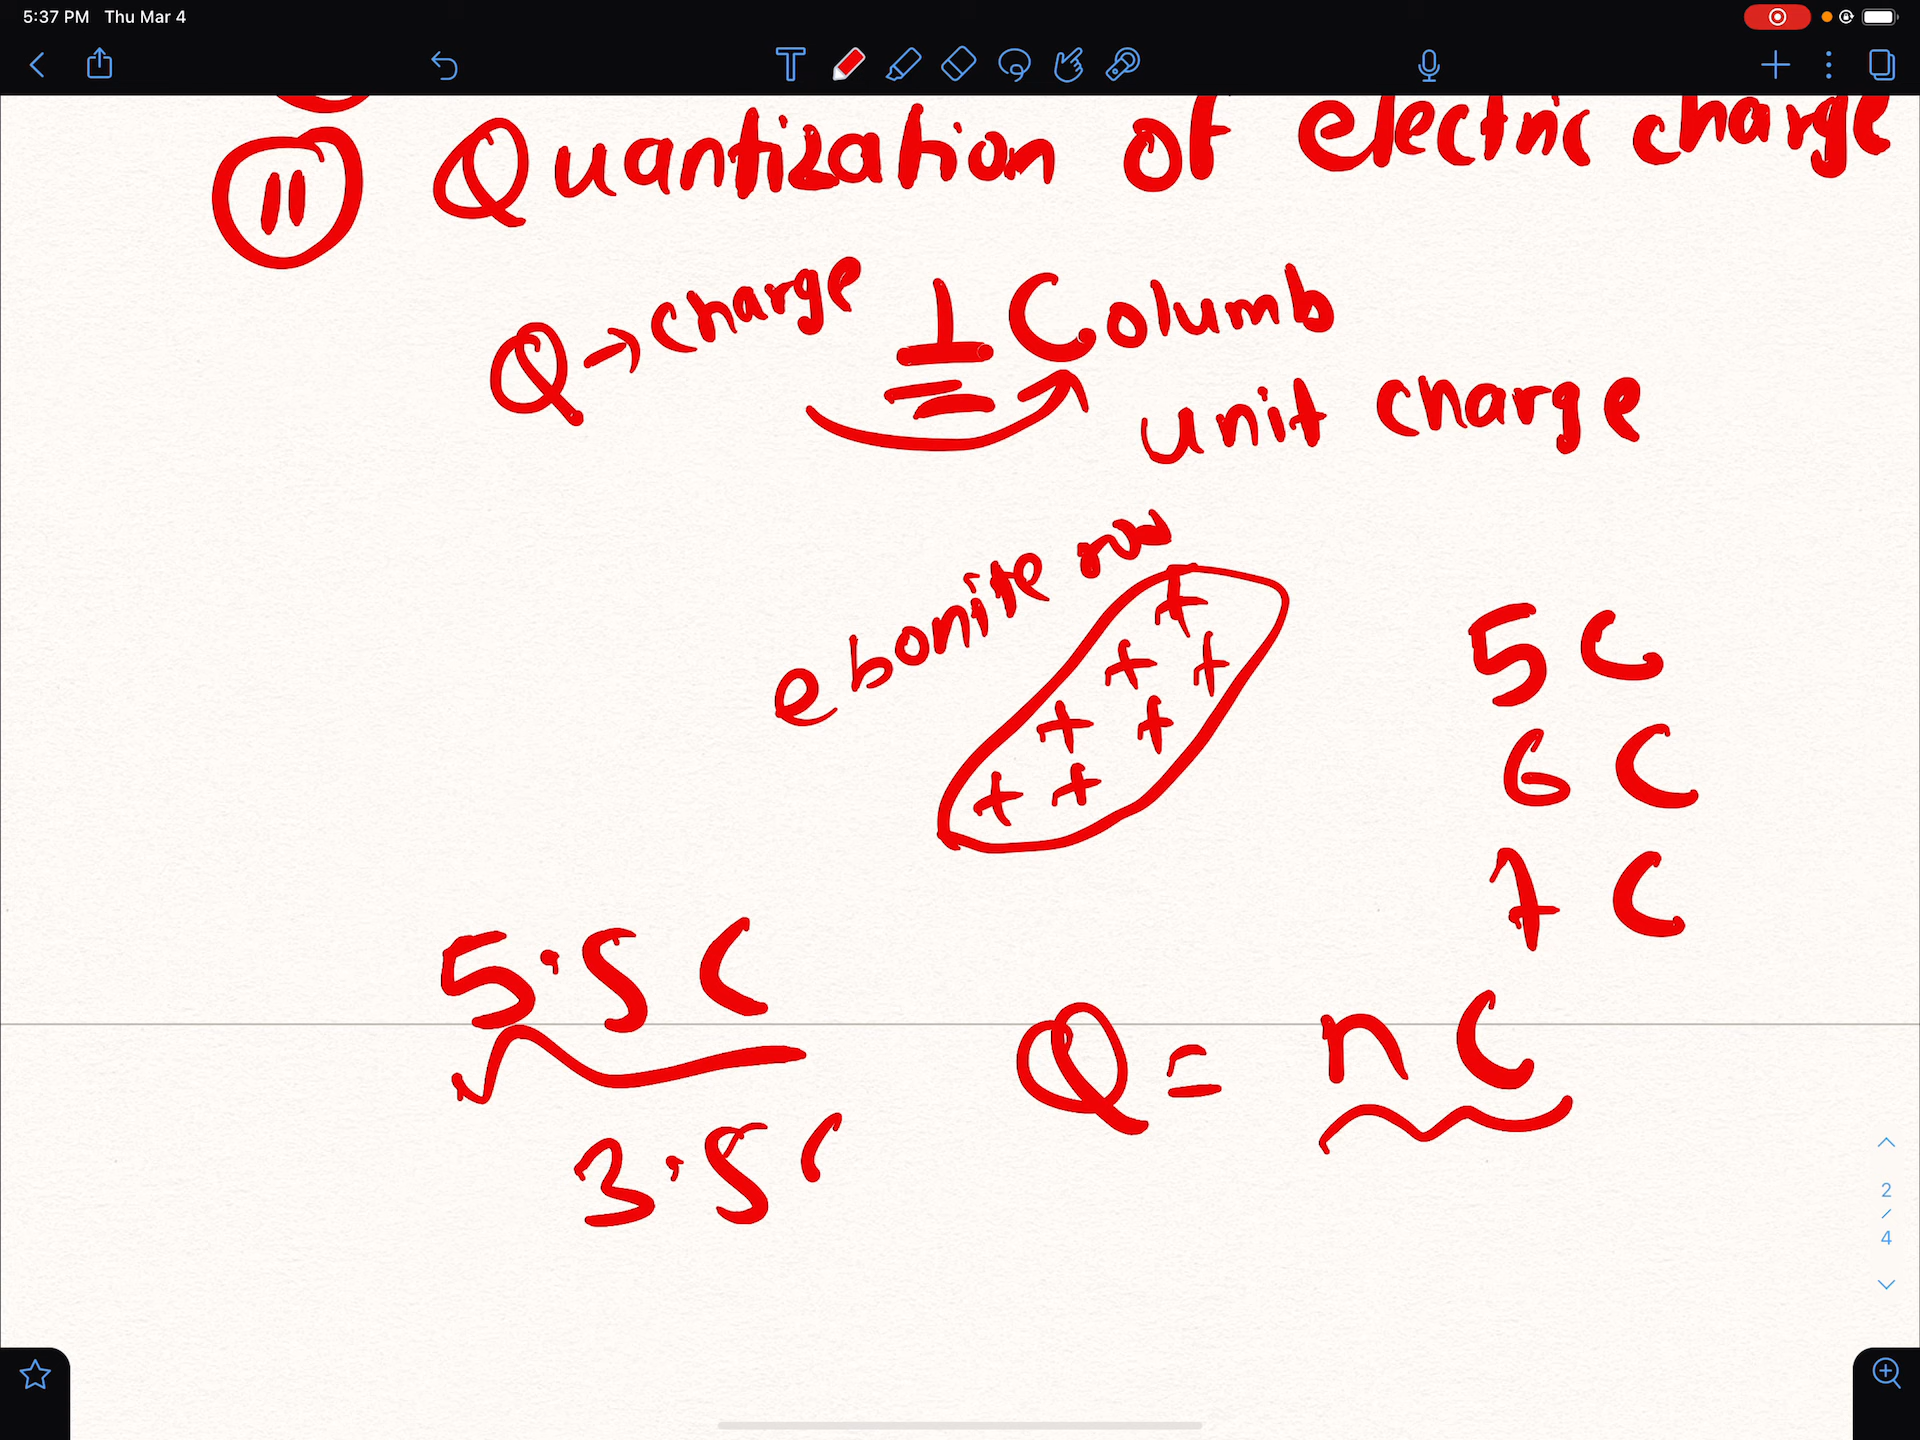 5:37 PM Thu Mar 4
11 Quantization of electric charge
Q → charge 1 Columb
unit charge
ebonite rod
+
+ +
+ +
+ +
5 C
6 C
7 C
5.5 C
Q = n C
3.5 C
2
/
4